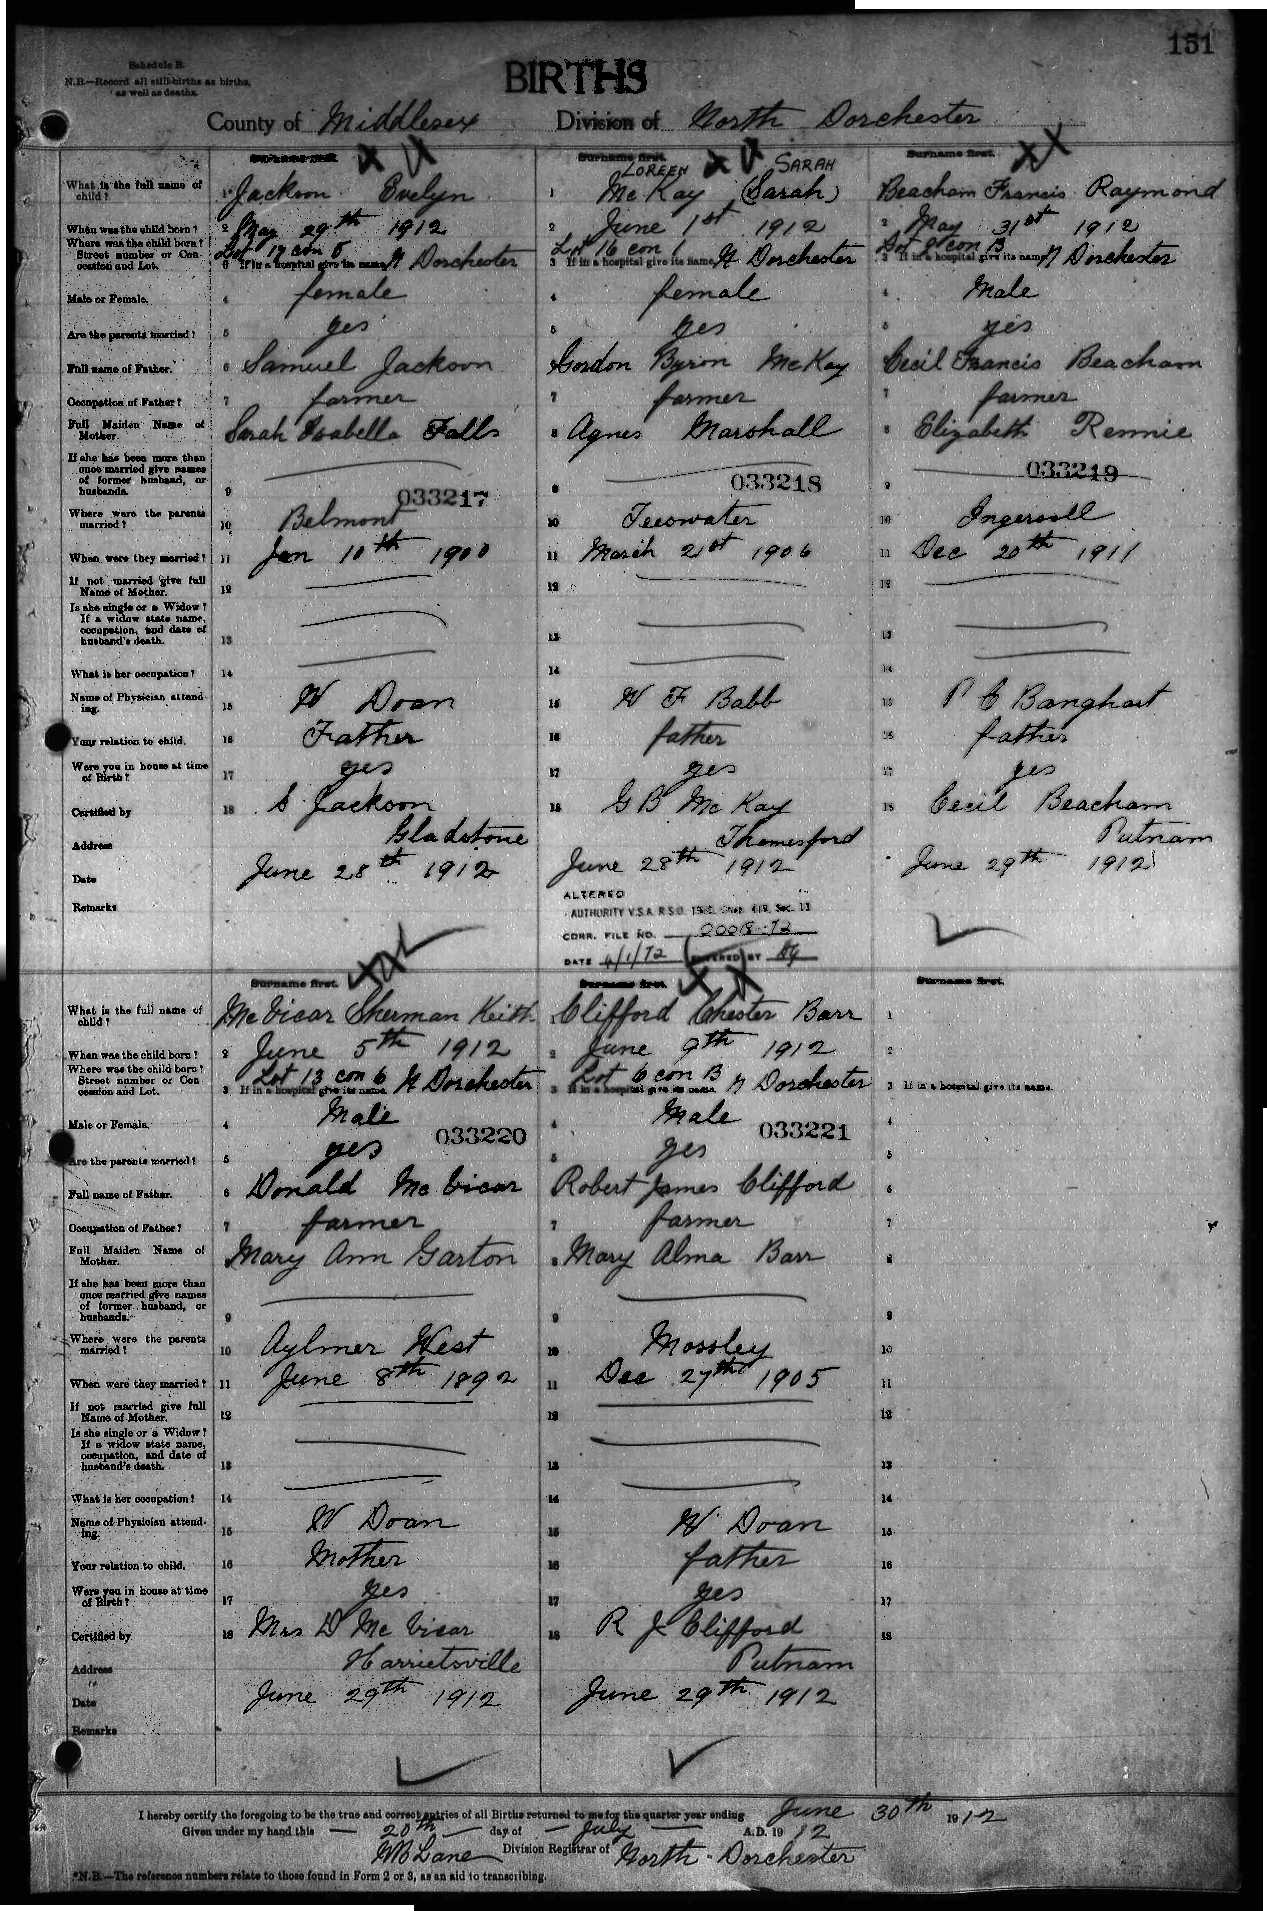 151
Schedule B.
N.B.—Record all still-births as births,
as well as deaths.
BIRTHS
County of Middlesex Division of North Dorchester
Surname first. Surname first. Surname first.
LOREEN SARAH
What is the full name of child? 1 Jackson Evelyn 1 McKay (Sarah) Beacham Francis Raymond
When was the child born? 2 May 29th 1912 2 June 1st 1912 2 May 31st 1912
Where was the child born? Street number or Concession and Lot. Lot 17 con 5 Lot 16 con 1 Lot 9 con B
3 If in a hospital give its name N Dorchester 3 If in a hospital give its name N Dorchester 3 If in a hospital give its name N Dorchester
Male or Female. 4 female 4 female 4 Male
Are the parents married? 5 yes 5 yes 5 yes
Full name of Father. 6 Samuel Jackson Gordon Byron McKay Cecil Francis Beacham
Occupation of Father? 7 farmer 7 farmer 7 farmer
Full Maiden Name of Mother. Sarah Isabella Falls 8 Agnes Marshall 8 Elizabeth Rennie
If she has been more than once married give names of former husband, or husbands. 9 9 9
033217 033218 033219
Where were the parents married? 10 Belmont 10 Teeswater 10 Ingersoll
When were they married? 11 Jan 10th 1900 11 March 21st 1906 11 Dec 20th 1911
If not married give full Name of Mother. 12 12 12
Is she single or a Widow? If a widow state name, occupation, and date of husband's death. 13 13 13
What is her occupation? 14 14 14
Name of Physician attending. 15 W Doan 15 W F Babb 15 P C Banghart
Your relation to child. 16 Father 16 father 16 father
Were you in house at time of Birth? 17 yes 17 yes 17 yes
Certified by 18 S Jackson 18 G B McKay 18 Cecil Beacham
Address Gladstone Thamesford Putnam
Date June 28th 1912 June 28th 1912 June 29th 1912
Remarks
ALTERED
AUTHORITY V.S.A. R.S.O. Chap. 419, Sec. 13
CORR. FILE NO. 00018-72
DATE 4/1/72 ENTERED BY
Surname first. Surname first. Surname first.
What is the full name of child? McVicar Sherman Keith Clifford Chester Barr 1
When was the child born? 2 June 5th 1912 2 June 9th 1912 2
Where was the child born? Street number or Concession and Lot. Lot 13 con 6 Lot 6 con B
3 If in a hospital give its name. N Dorchester 3 If in a hospital give its name. N Dorchester 3 If in a hospital give its name.
Male or Female. 4 Male 4 Male 4
033220 033221
Are the parents married? 5 yes 5 yes 5
Full name of Father. 6 Donald McVicar Robert James Clifford 6
Occupation of Father? 7 farmer 7 farmer 7
Full Maiden Name of Mother. Mary Ann Garton 8 Mary Alma Barr 8
If she has been more than once married give names of former husband, or husbands. 9 9 9
Where were the parents married? 10 Aylmer West 10 Mossley 10
When were they married? 11 June 8th 1892 11 Dec 27th 1905 11
If not married give full Name of Mother. 12 12 12
Is she single or a Widow? If a widow state name, occupation, and date of husband's death. 13 13 13
What is her occupation? 14 14 14
Name of Physician attending. 15 W Doan 15 W Doan 15
Your relation to child. 16 Mother 16 father 16
Were you in house at time of Birth? 17 yes 17 yes 17
Certified by 18 Mrs D McVicar 18 R J Clifford 18
Address Harrietsville Putnam
Date June 29th 1912 June 29th 1912
Remarks
I hereby certify the foregoing to be the true and correct entries of all Births returned to me for the quarter year ending June 30th 1912
Given under my hand this 20th day of July A.D. 1912
Lane Division Registrar of North Dorchester
*N.B.—The reference numbers relate to those found in Form 2 or 3, as an aid to transcribing.